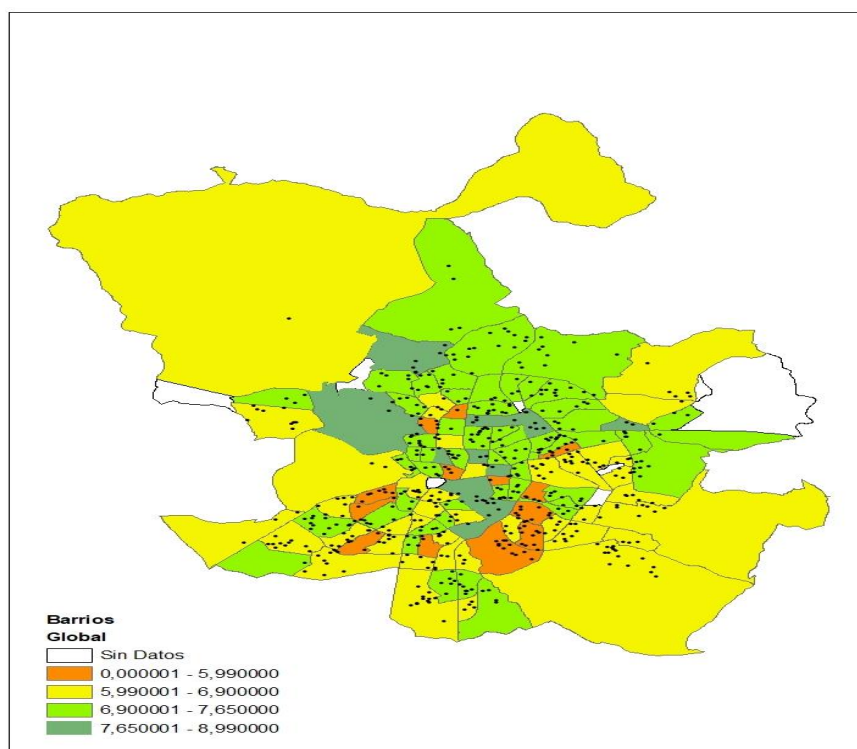 Barrios
Global
Sin Datos
0,000001 - 5,990000
5,990001 - 6,900000
6,900001 - 7,650000
7,650001 - 8,990000